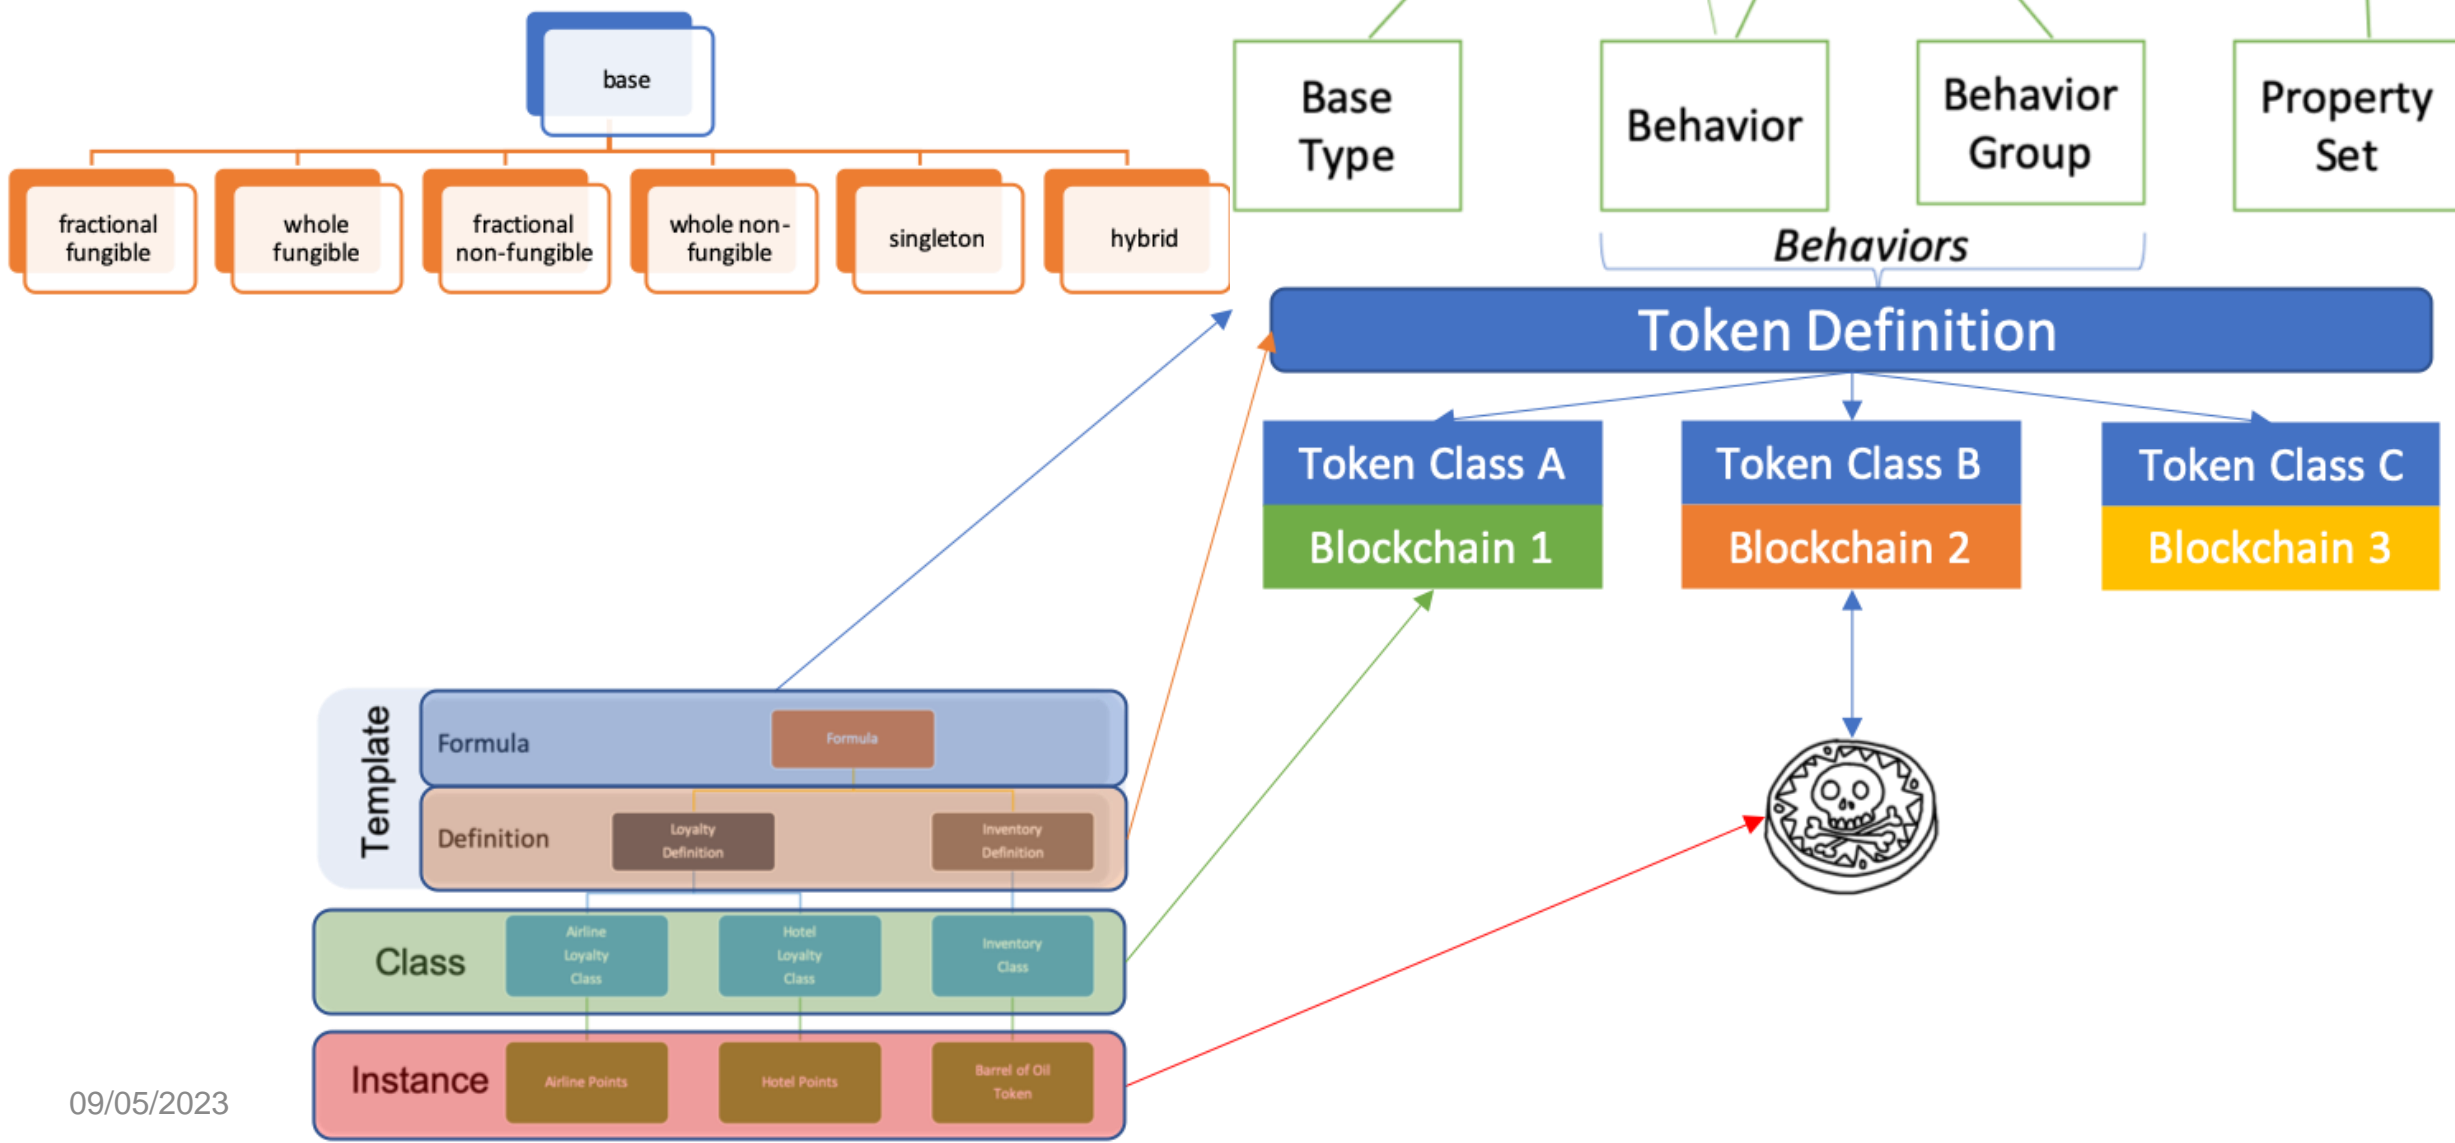 base
fractional
fungible
whole
fungible
fractional
non-fungible
whole non-
fungible
singleton
hybrid
Base
Type
Behavior
Behavior
Group
Property
Set
Behaviors
Token Definition
Token Class A
Blockchain 1
Token Class B
Blockchain 2
Token Class C
Blockchain 3
Template
Formula
Formula
Definition
Loyalty
Definition
Inventory
Definition
Class
Airline
Loyalty
Class
Hotel
Loyalty
Class
Inventory
Class
Instance
Airline Points
Hotel Points
Barrel of Oil
Token
09/05/2023